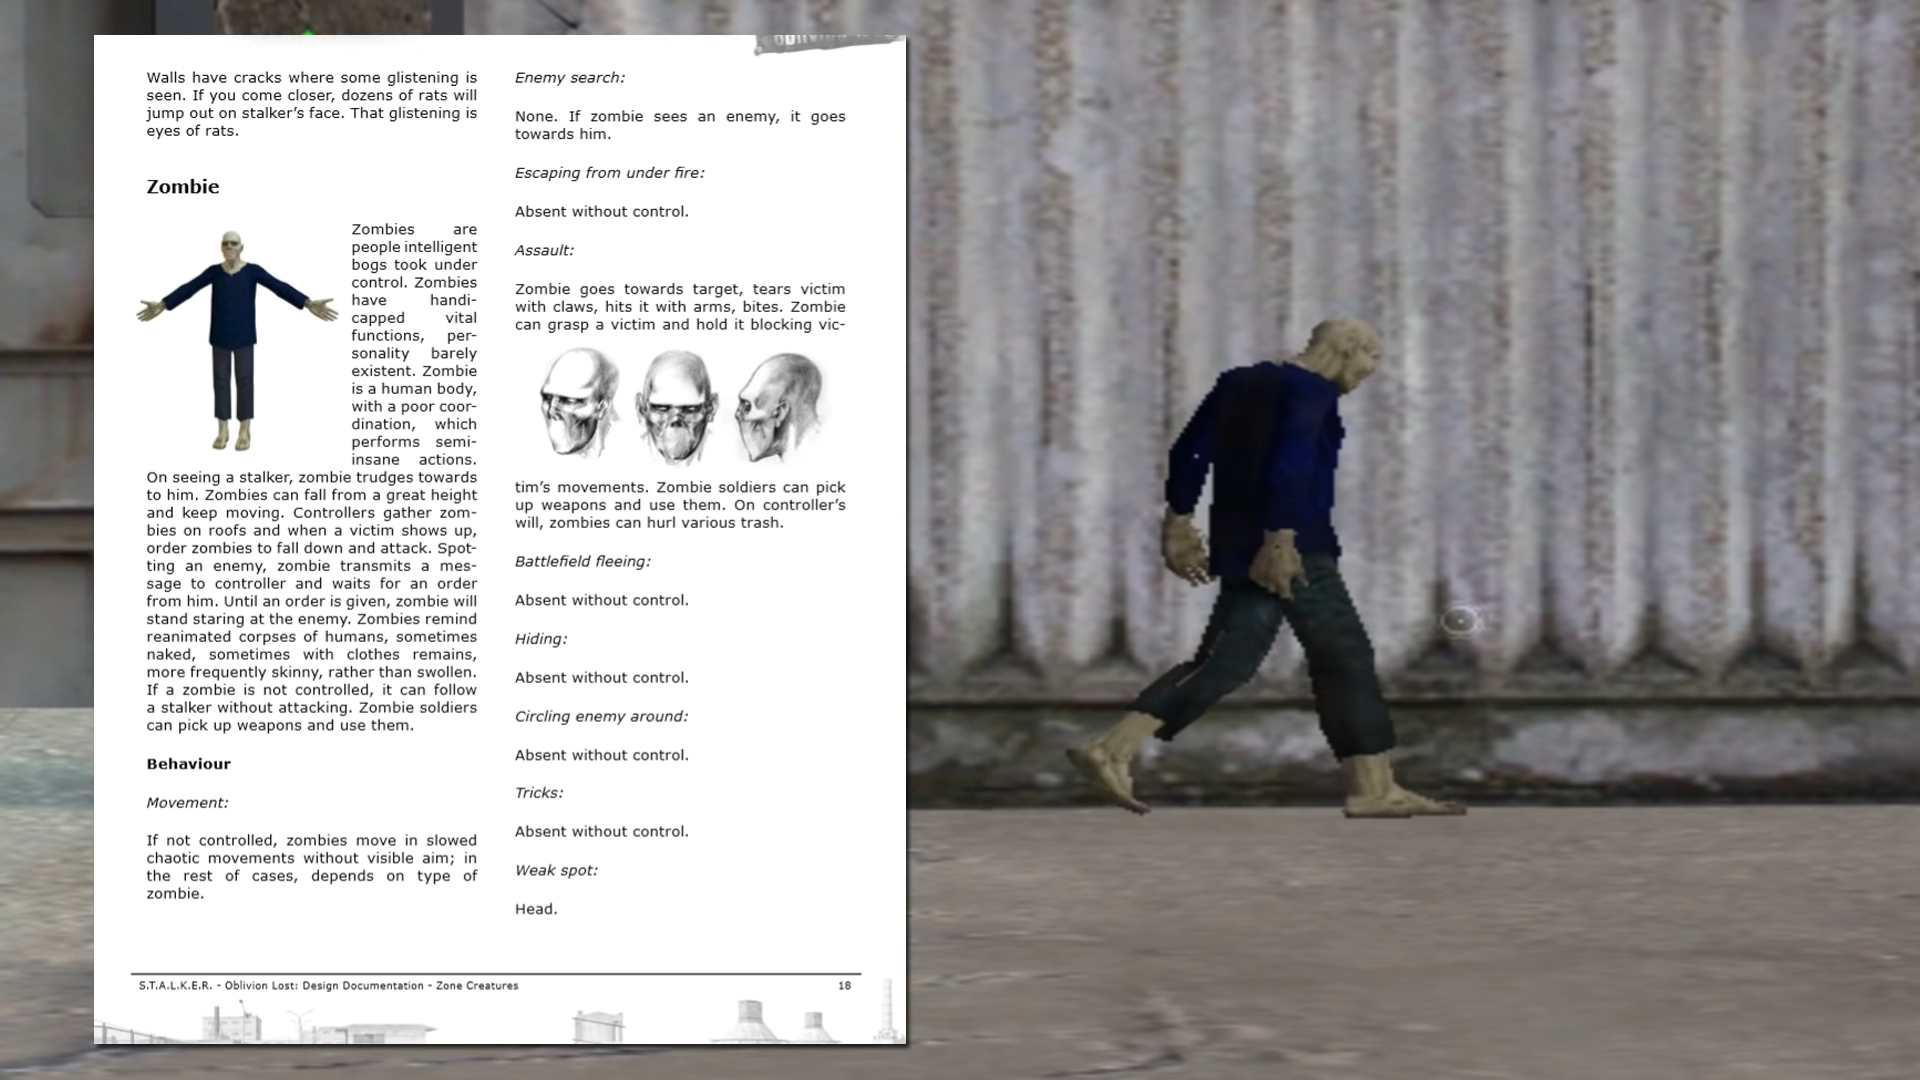 Walls have cracks where some glistening is
seen. If you come closer, dozens of rats will
jump out on stalker’s face. That glistening is
eyes of rats.
Zombie
Zombies are
people intelligent
bogs took under
control. Zombies
have handi-
capped vital
functions, per-
sonality barely
existent. Zombie
is a human body,
with a poor coor-
dination, which
performs semi-
insane actions.
On seeing a stalker, zombie trudges towards
to him. Zombies can fall from a great height
and keep moving. Controllers gather zom-
bies on roofs and when a victim shows up,
order zombies to fall down and attack. Spot-
ting an enemy, zombie transmits a mes-
sage to controller and waits for an order
from him. Until an order is given, zombie will
stand staring at the enemy. Zombies remind
reanimated corpses of humans, sometimes
naked, sometimes with clothes remains,
more frequently skinny, rather than swollen.
If a zombie is not controlled, it can follow
a stalker without attacking. Zombie soldiers
can pick up weapons and use them.
Behaviour
Movement:
If not controlled, zombies move in slowed
chaotic movements without visible aim; in
the rest of cases, depends on type of
zombie.
Enemy search:
None. If zombie sees an enemy, it goes
towards him.
Escaping from under fire:
Absent without control.
Assault:
Zombie goes towards target, tears victim
with claws, hits it with arms, bites. Zombie
can grasp a victim and hold it blocking vic-
tim’s movements. Zombie soldiers can pick
up weapons and use them. On controller’s
will, zombies can hurl various trash.
Battlefield fleeing:
Absent without control.
Hiding:
Absent without control.
Circling enemy around:
Absent without control.
Tricks:
Absent without control.
Weak spot:
Head.
S.T.A.L.K.E.R. - Oblivion Lost: Design Documentation - Zone Creatures 18